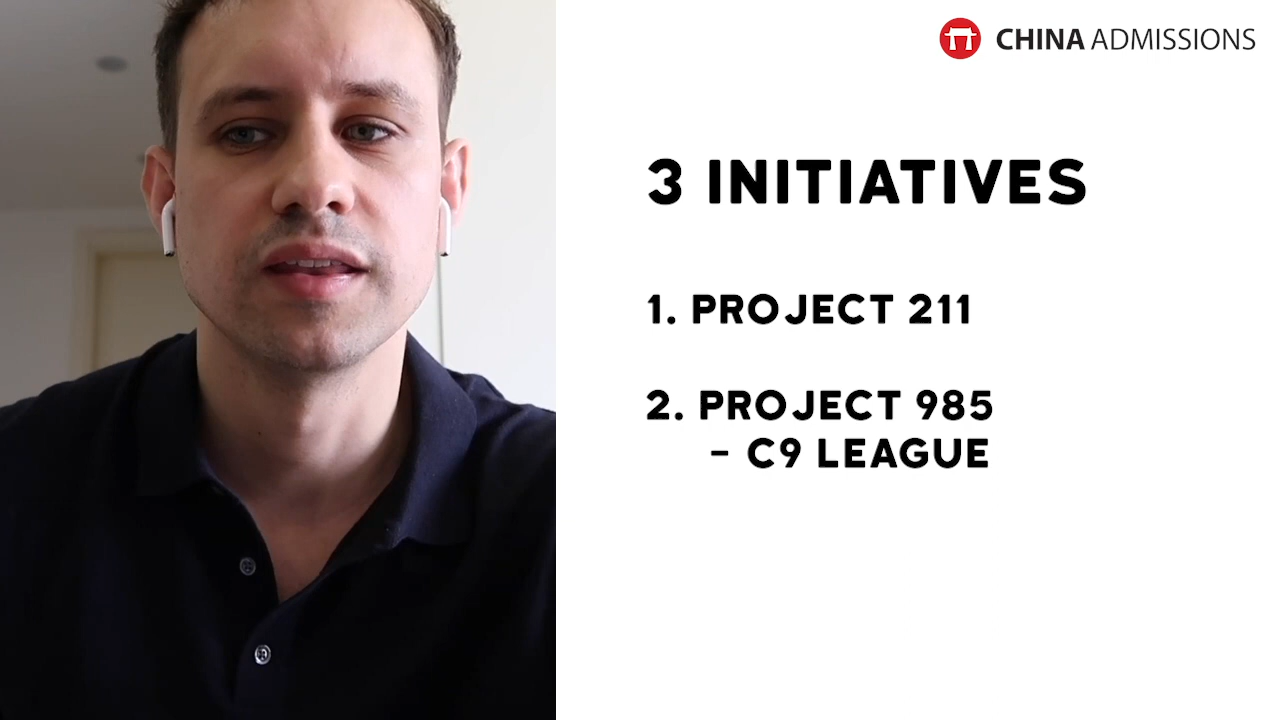 CHINA ADMISSIONS
3 INITIATIVES
1. PROJECT 211
2. PROJECT 985
- C9 LEAGUE